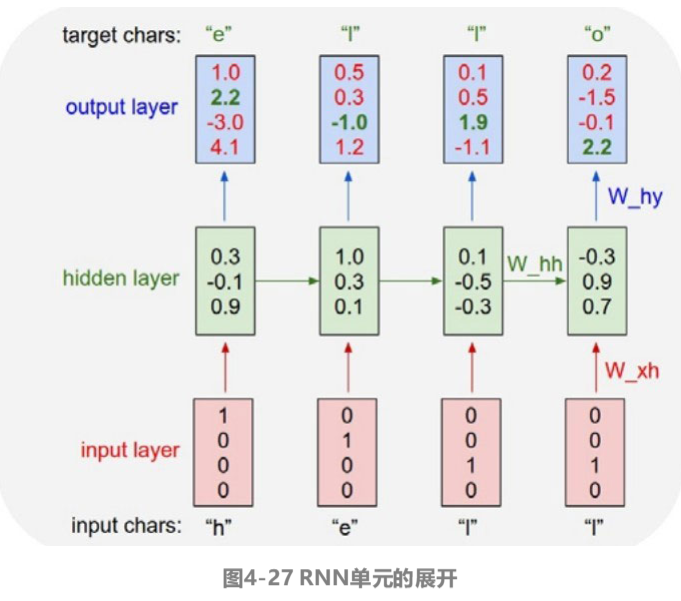 target chars: “e” “l” “l” “o”
1.0 0.5 0.1 0.2
2.2 0.3 0.5 -1.5
output layer
-3.0 -1.0 1.9 -0.1
4.1 1.2 -1.1 2.2
W_hy
0.3 1.0 0.1 -0.3
hidden layer -0.1 0.3 -0.5 W_hh 0.9
0.9 0.1 -0.3 0.7
W_xh
1 0 0 0
0 1 0 0
input layer
0 0 1 1
0 0 0 0
input chars: “h” “e” “l” “l”
图4-27 RNN单元的展开